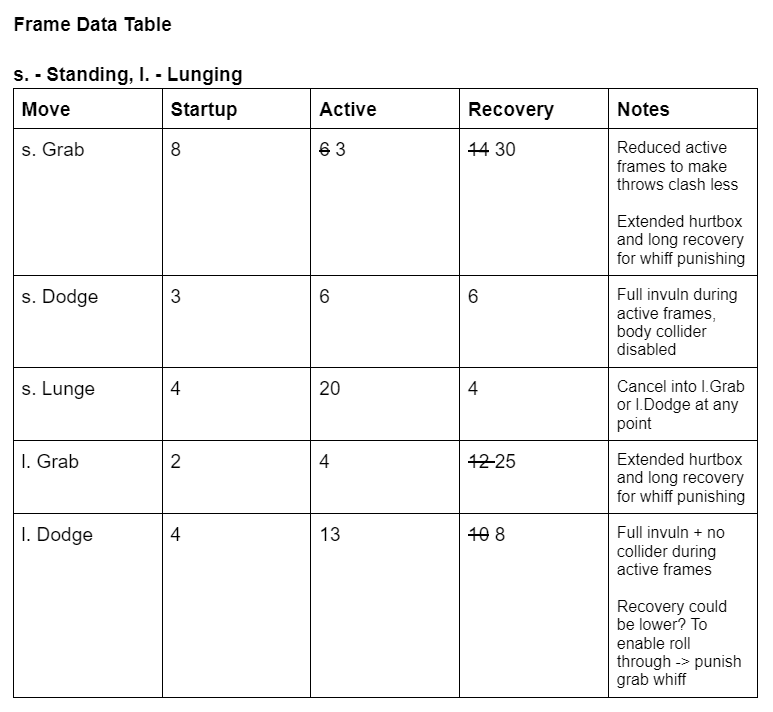 Frame Data Table
s. - Standing, l. - Lunging
Move Startup Active Recovery Notes
s. Grab 8 6 3 14 30 Reduced active
frames to make
throws clash less
Extended hurtbox
and long recovery
for whiff punishing
s. Dodge 3 6 6 Full invuln during
active frames,
body collider
disabled
s. Lunge 4 20 4 Cancel into l.Grab
or l.Dodge at any
point
l. Grab 2 4 12 25 Extended hurtbox
and long recovery
for whiff punishing
l. Dodge 4 13 10 8 Full invuln + no
collider during
active frames
Recovery could
be lower? To
enable roll
through -> punish
grab whiff